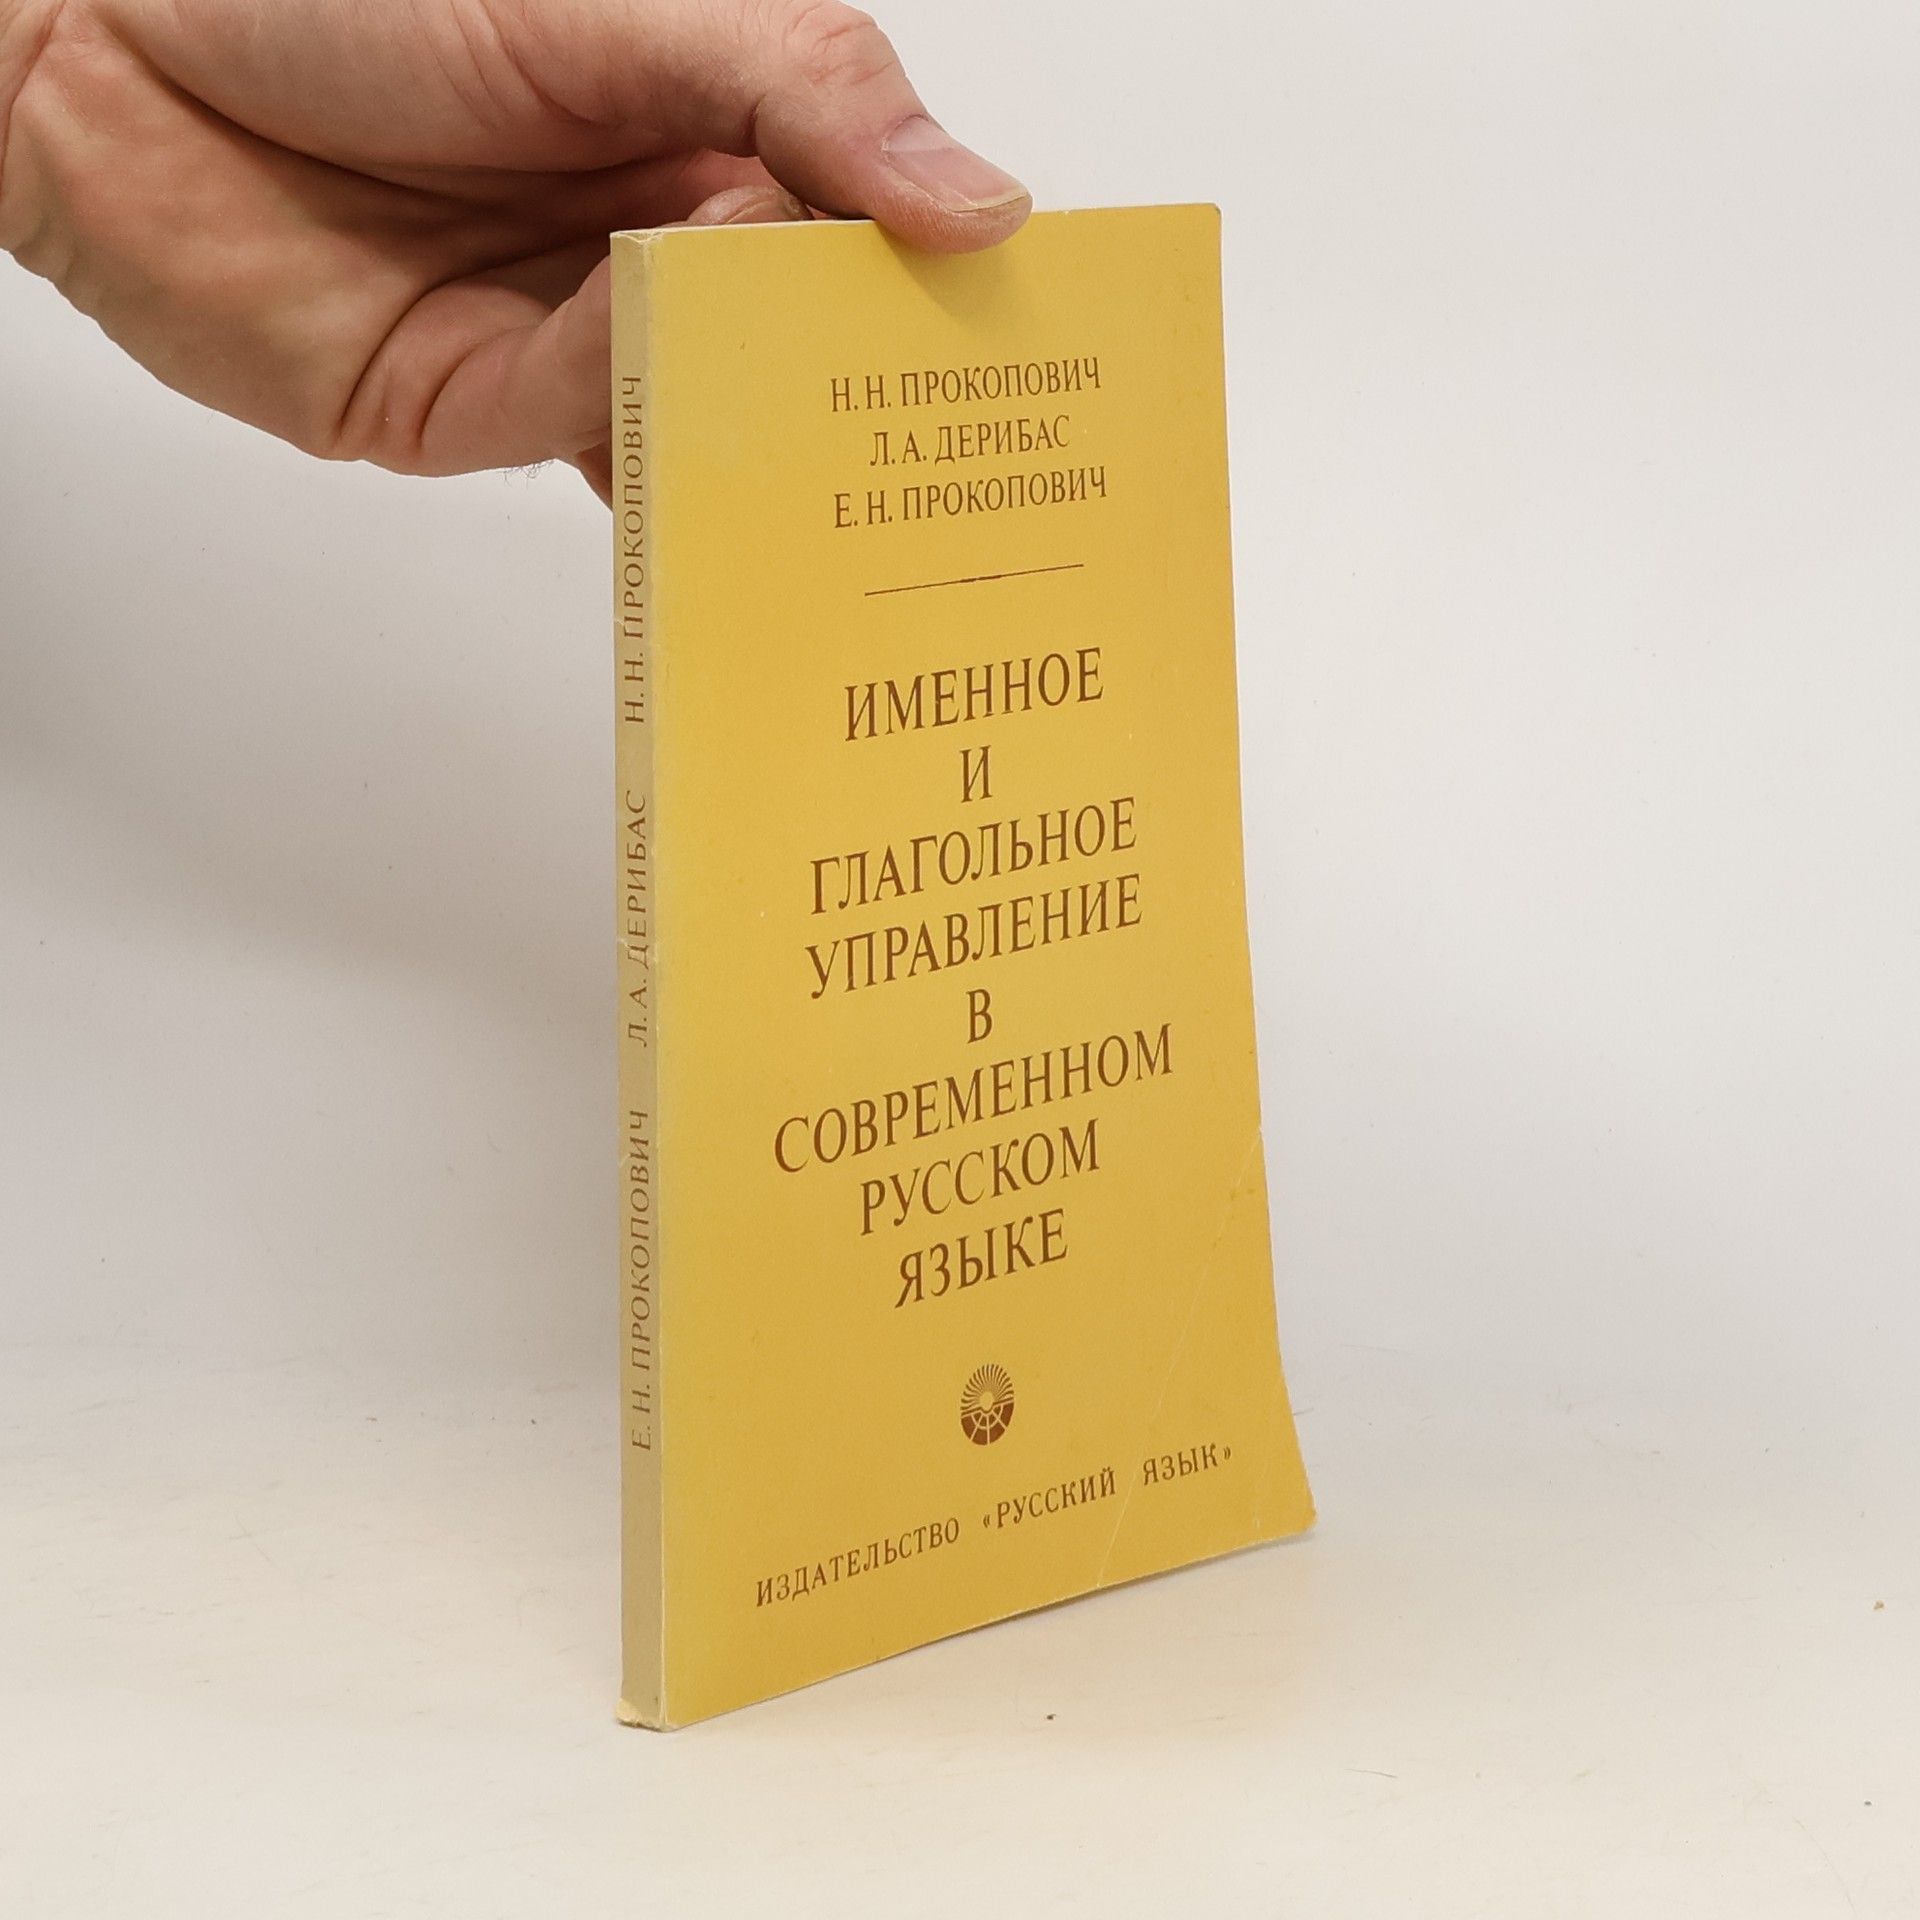 Н. Н. ПРОКОПОВИЧ
Л. А. ДЕРИБАС
Е. Н. ПРОКОПОВИЧ
ИМЕННОЕ
И
ГЛАГОЛЬНОЕ
УПРАВЛЕНИЕ
В
СОВРЕМЕННОМ
РУССКОМ
ЯЗЫКЕ
ИЗДАТЕЛЬСТВО «РУССКИЙ ЯЗЫК»
Е. Н. ПРОКОПОВИЧ Л. А. ДЕРИБАС Н. Н. ПРОКОПОВИЧ